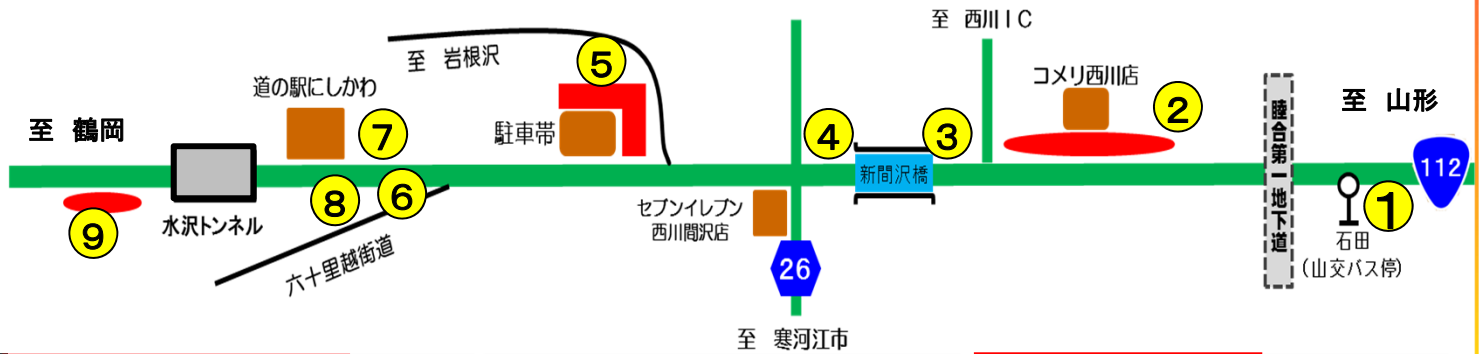 至 西川IC
至 岩根沢
⑤
コメリ西川店
道の駅にしかわ
②
至 鶴岡
⑦
駐車帯
④
③
睦合第一地下道
至 山形
新間沢橋
112
⑨
水沢トンネル
⑧
⑥
六十里越街道
セブンイレブン
西川間沢店
26
①
石田
(山交バス停)
至 寒河江市